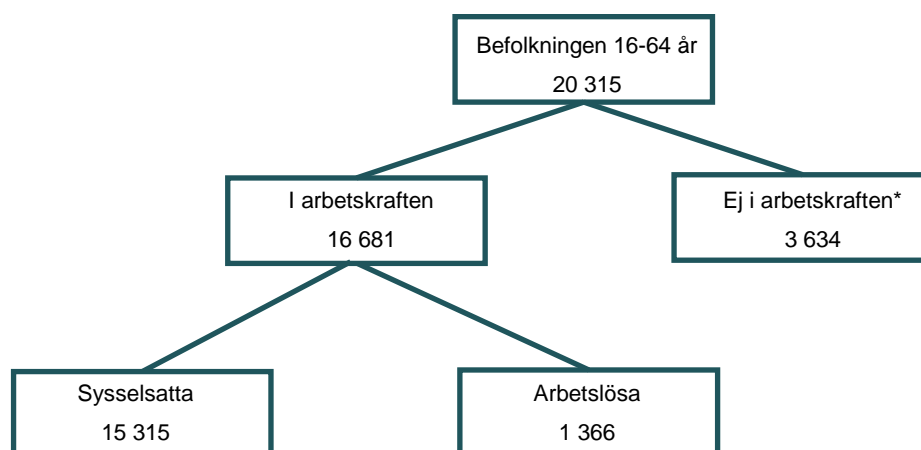 Befolkningen 16-64 år
20 315
I arbetskraften
16 681
Ej i arbetskraften*
3 634
Sysselsatta
15 315
Arbetslösa
1 366